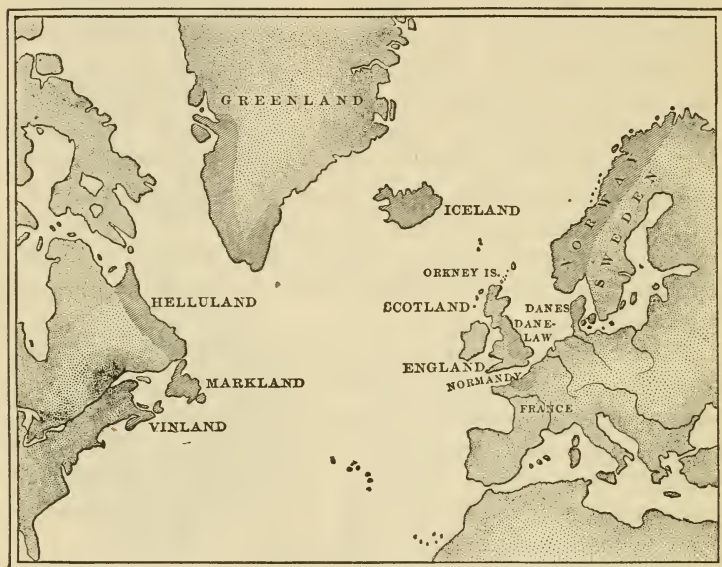 GREENLAND
ICELAND
NORWAY
SWEDEN
ORKNEY IS.
HELLULAND
SCOTLAND
DANES
DANE-
LAW
ENGLAND
MARKLAND
NORMANDY
FRANCE
VINLAND